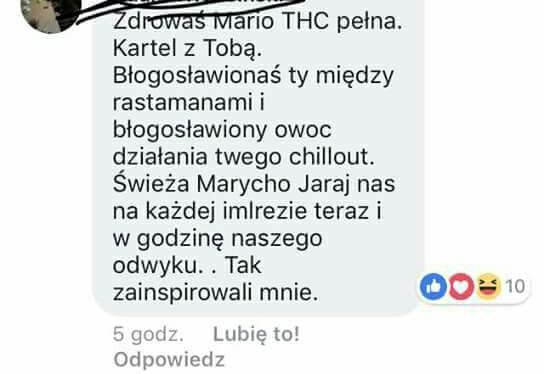 Zdrowaś Mario THC pełna.
Kartel z Tobą.
Błogosławionaś ty między
rastamanami i
błogosławiony owoc
działania twego chillout.
Świeża Marycho Jaraj nas
na każdej imlrezie teraz i
w godzinę naszego
odwyku. . Tak
zainspirowali mnie.
10
5 godz. Lubię to!
Odpowiedz